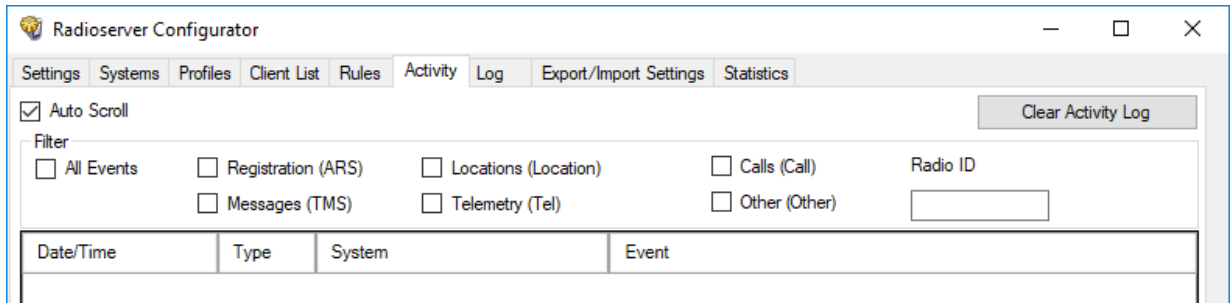 Radioserver Configurator
Settings Systems Profiles Client List Rules Activity Log Export/Import Settings Statistics
Auto Scroll Clear Activity Log
Filter
All Events Registration (ARS) Locations (Location) Calls (Call) Radio ID
Messages (TMS) Telemetry (Tel) Other (Other)
Date/Time Type System Event